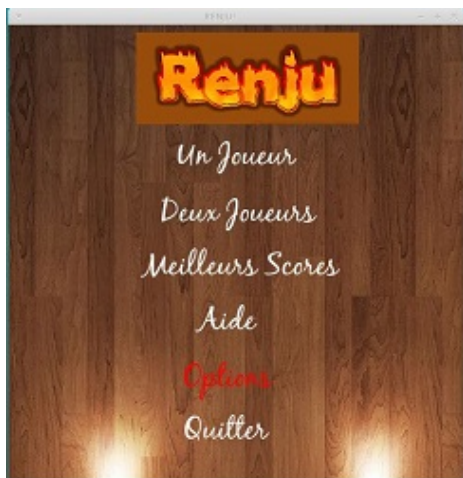 RENJU
Renju
Un Joueur
Deux Joueurs
Meilleurs Scores
Aide
Options
Quitter